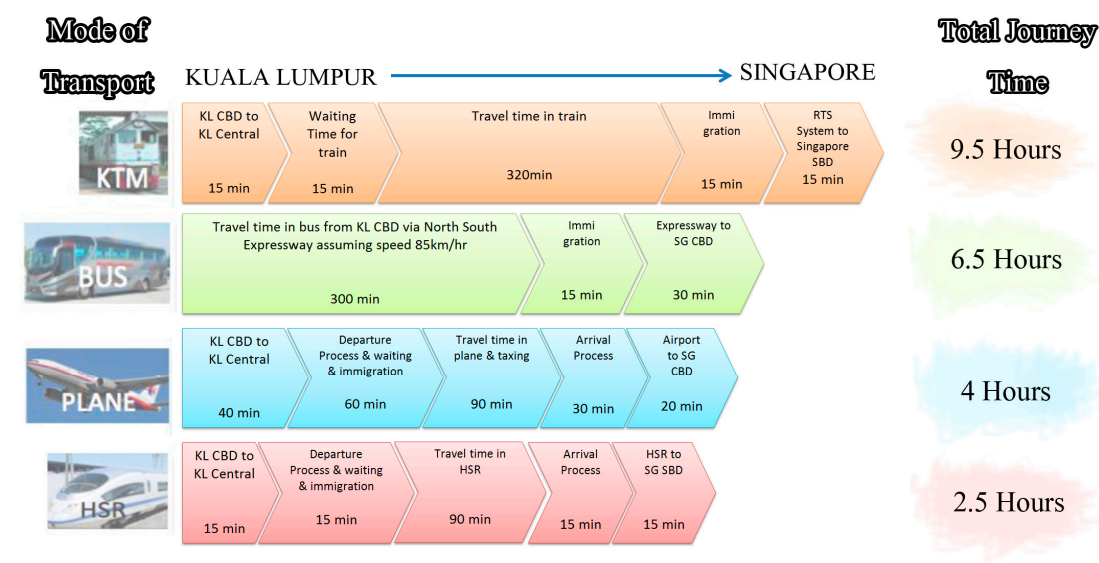 Mode of
Transport
KUALA LUMPUR
SINGAPORE
Total Journey
Time
KTM
KL CBD to
KL Central
15 min
Waiting
Time for
train
15 min
Travel time in train
320min
Immi
gration
15 min
RTS
System to
Singapore
SBD
15 min
9.5 Hours
BUS
Travel time in bus from KL CBD via North South
Expressway assuming speed 85km/hr
300 min
Immi
gration
15 min
Expressway to
SG CBD
30 min
6.5 Hours
PLANE
KL CBD to
KL Central
40 min
Departure
Process & waiting
& immigration
60 min
Travel time in
plane & taxing
90 min
Arrival
Process
30 min
Airport
to SG
CBD
20 min
4 Hours
HSR
KL CBD to
KL Central
15 min
Departure
Process & waiting
& immigration
15 min
Travel time in
HSR
90 min
Arrival
Process
15 min
HSR to
SG SBD
15 min
2.5 Hours